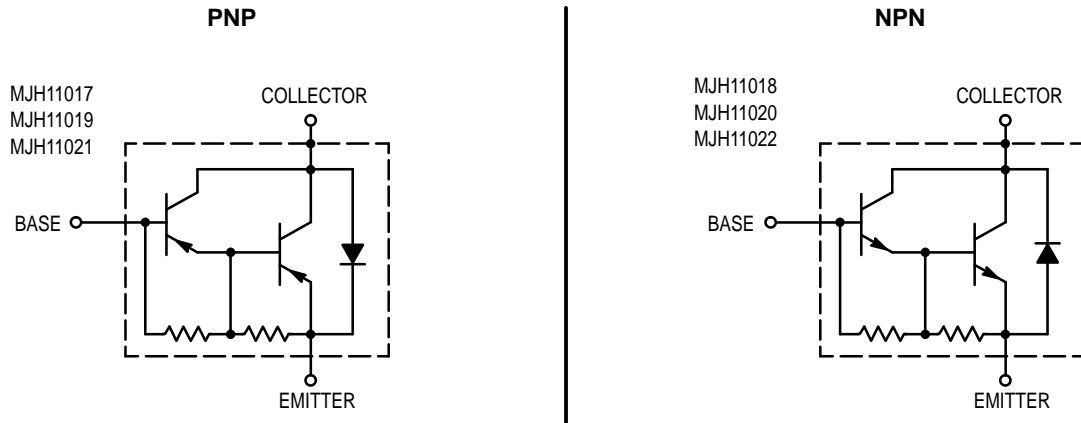 PNP
MJH11017
MJH11019
MJH11021
COLLECTOR
BASE
EMITTER
NPN
MJH11018
MJH11020
MJH11022
COLLECTOR
BASE
EMITTER